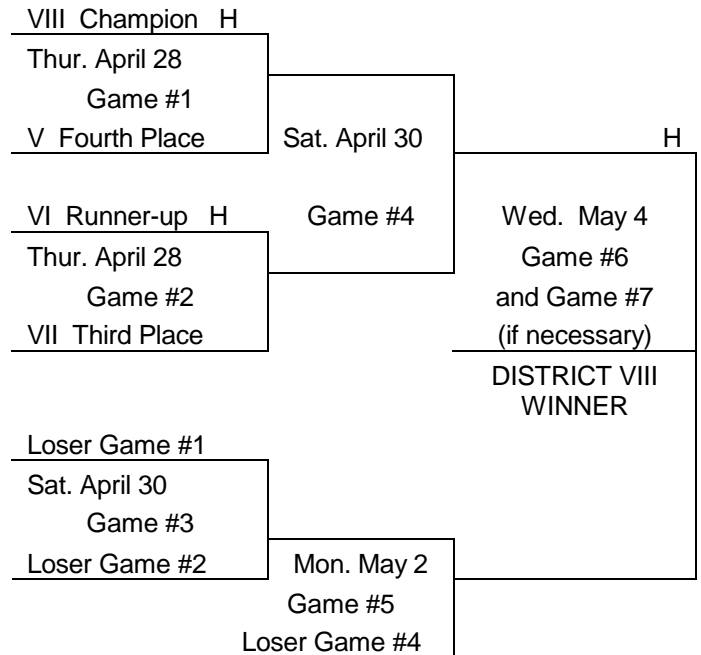 VIII Champion H
Thur. April 28
Game #1
V Fourth Place
Sat. April 30
H
VI Runner-up H
Game #4
Wed. May 4
Thur. April 28
Game #6
Game #2
and Game #7
VII Third Place
(if necessary)
DISTRICT VIII
WINNER
Loser Game #1
Sat. April 30
Game #3
Loser Game #2
Mon. May 2
Game #5
Loser Game #4